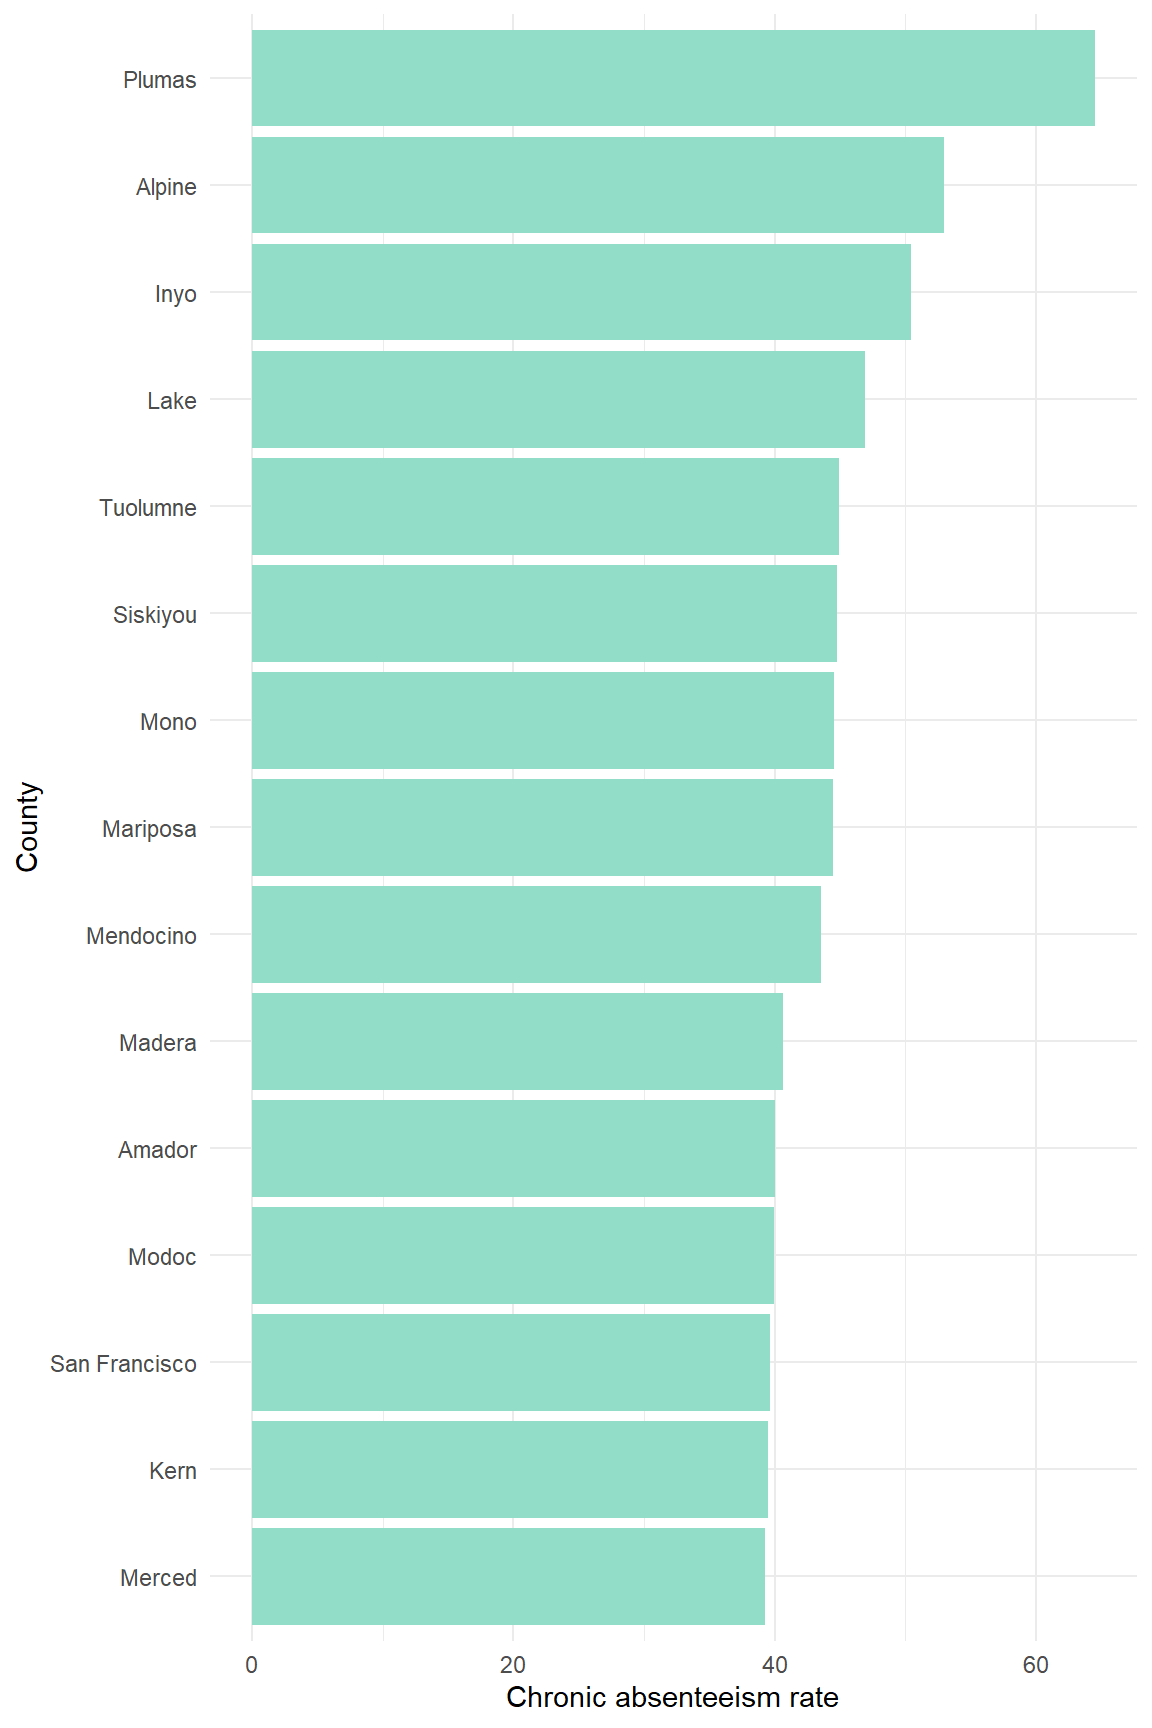 Plumas
Alpine
Inyo
Lake
Tuolumne
Siskiyou
Mono
Mariposa
County
Mendocino
Madera
Amador
Modoc
San Francisco
Kern
Merced
0 20 40 60
Chronic absenteeism rate